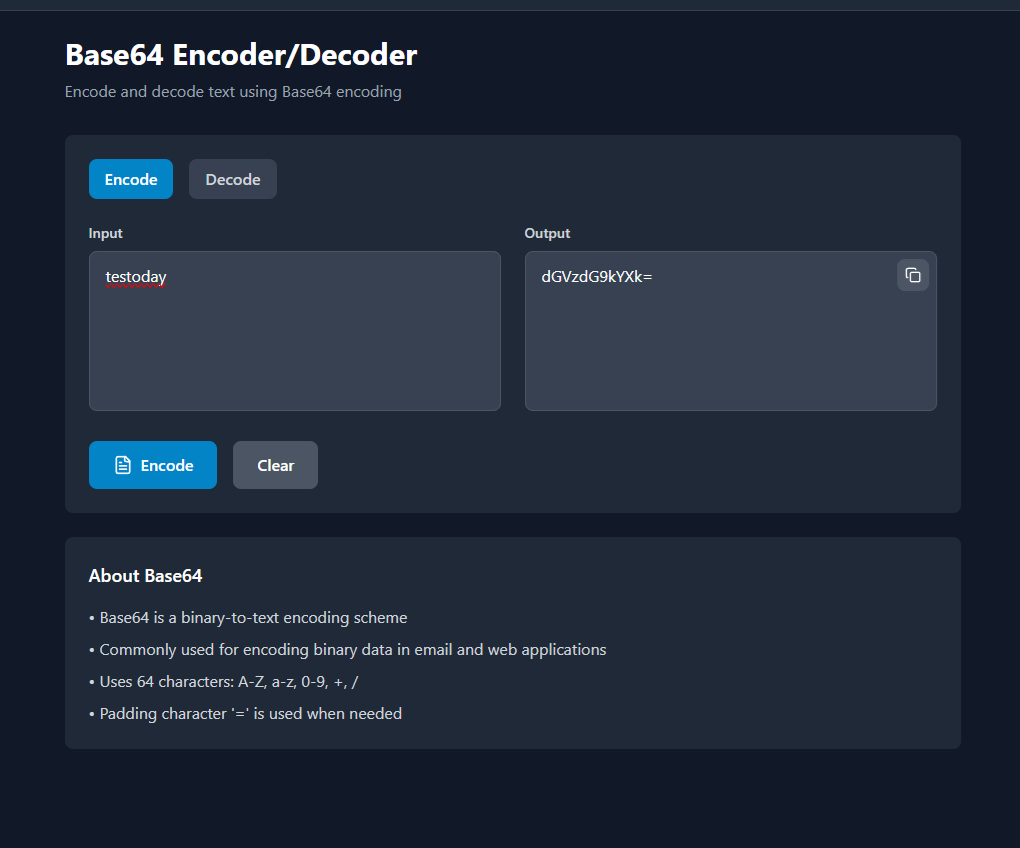 Base64 Encoder/Decoder
Encode and decode text using Base64 encoding
Encode Decode
Input Output
testoday dGVzdG9kYXk=
Encode Clear
About Base64
• Base64 is a binary-to-text encoding scheme
• Commonly used for encoding binary data in email and web applications
• Uses 64 characters: A-Z, a-z, 0-9, +, /
• Padding character '=' is used when needed